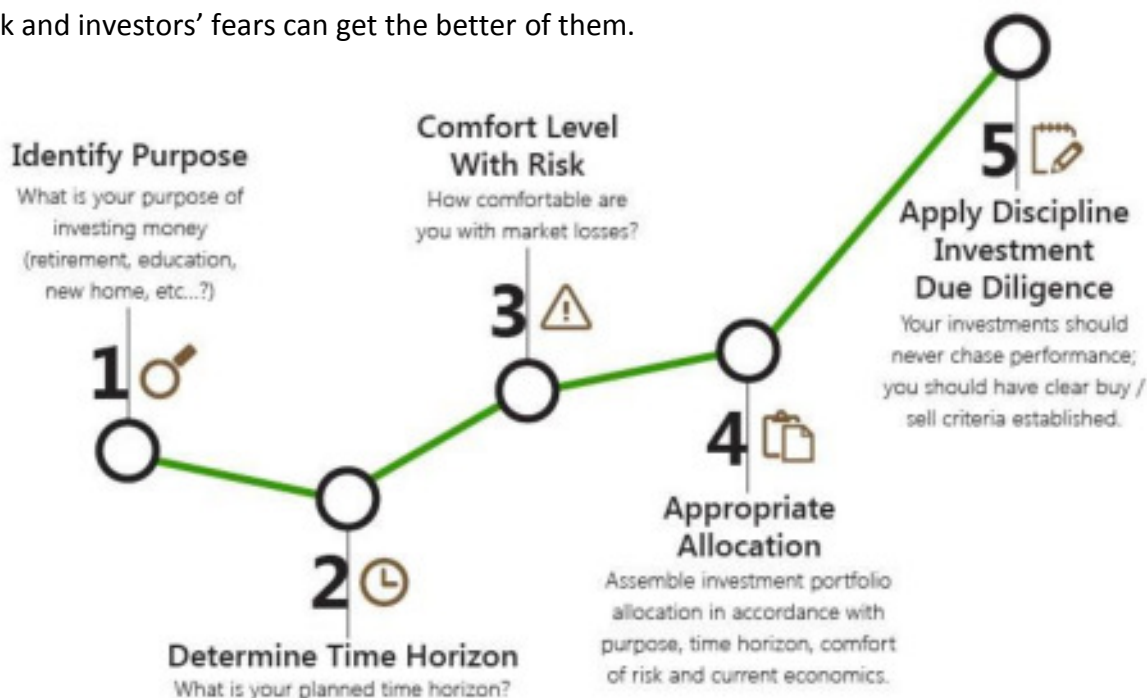 k and investors’ fears can get the better of them.
Identify Purpose
What is your purpose of
investing money
(retirement, education,
new home, etc...?)
1
2
Determine Time Horizon
What is your planned time horizon?
Comfort Level
With Risk
How comfortable are
you with market losses?
3
4
Appropriate
Allocation
Assemble investment portfolio
allocation in accordance with
purpose, time horizon, comfort
of risk and current economics.
5
Apply Discipline
Investment
Due Diligence
Your investments should
never chase performance;
you should have clear buy /
sell criteria established.